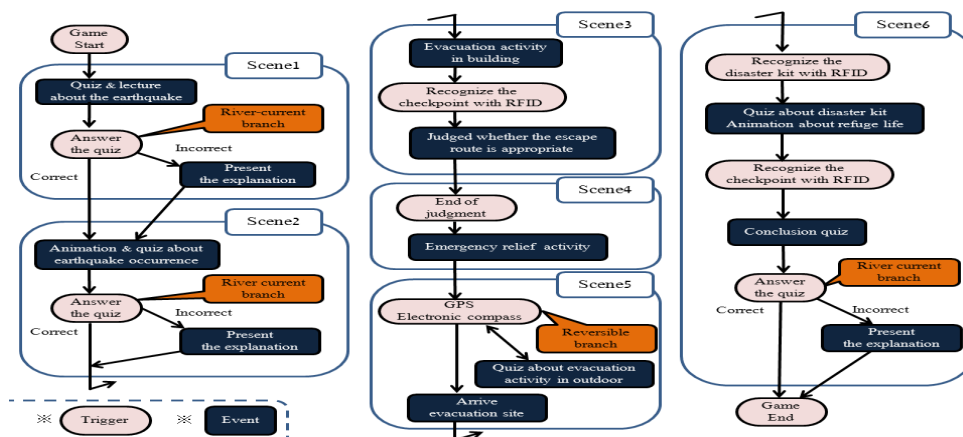 Game
Start
Scene1
Quiz & lecture
about the earthquake
River-current
branch
Answer
the quiz
Incorrect
Correct
Present
the explanation
Scene2
Animation & quiz about
earthquake occurrence
River current
branch
Answer
the quiz
Incorrect
Correct
Present
the explanation
※ Trigger
※ Event
Scene3
Evacuation activity
in building
Recognize the
checkpoint with RFID
Judged whether the escape
route is appropriate
Scene4
End of
judgment
Emergency relief activity
Scene5
GPS
Electronic compass
Reversible
branch
Quiz about evacuation
activity in outdoor
Arrive
evacuation site
Scene6
Recognize the
disaster kit with RFID
Quiz about disaster kit
Animation about refuge life
Recognize the
checkpoint with RFID
Conclusion quiz
River current
branch
Answer
the quiz
Correct
Incorrect
Present
the explanation
Game
End